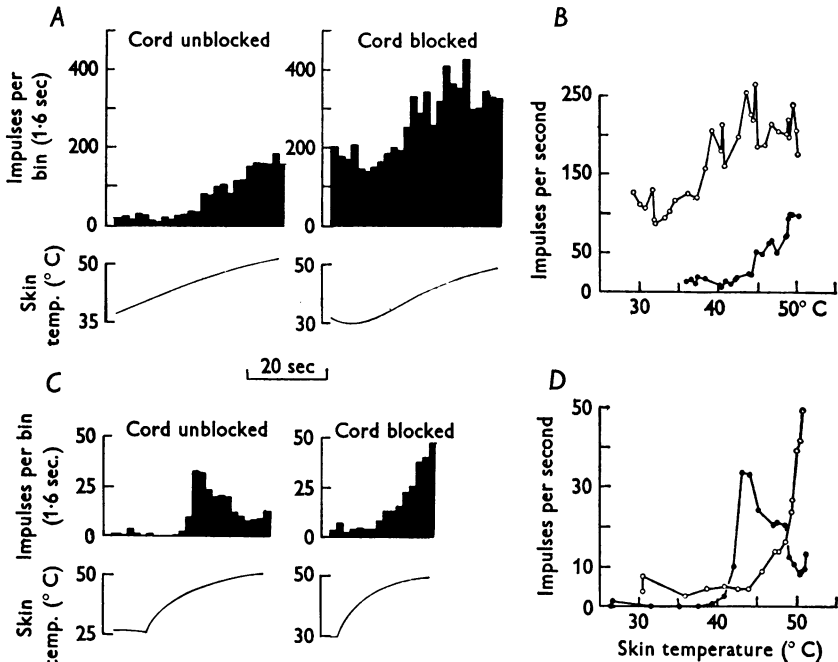 A
Cord unblocked
Cord blocked
Impulses per
bin (1·6 sec)
400
200
0
400
200
0
Skin
temp. (° C)
50
35
50
30
B
Impulses per second
250
150
50
0
30
40
50° C
20 sec
C
Cord unblocked
Cord blocked
Impulses per bin
(1·6 sec.)
50
25
0
50
25
0
Skin
temp. (° C)
50
25
50
30
D
Impulses per second
50
30
10
0
30
40
50
Skin temperature (° C)